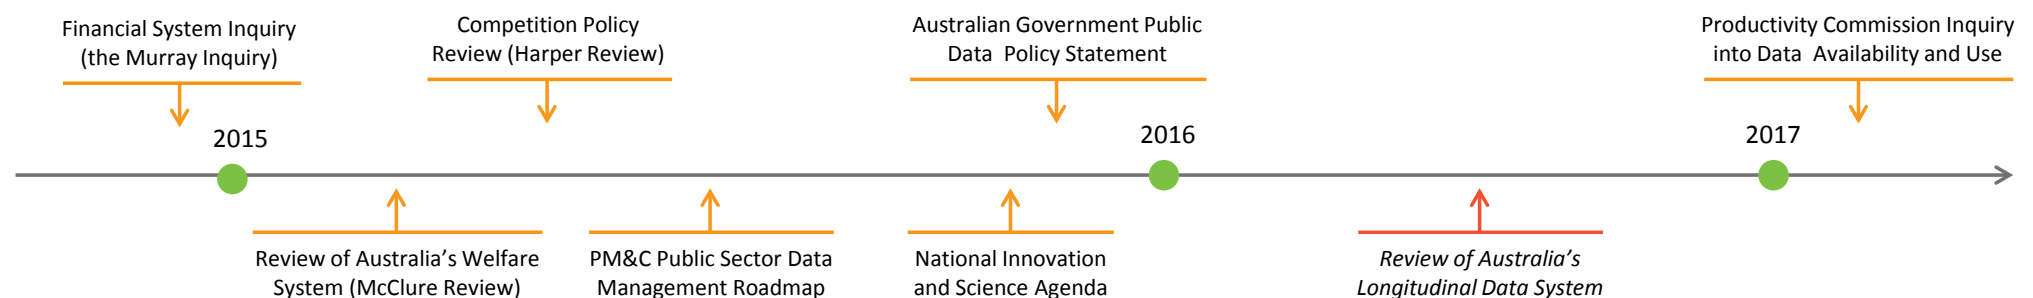 Financial System Inquiry
(the Murray Inquiry)
Competition Policy
Review (Harper Review)
Australian Government Public
Data Policy Statement
Productivity Commission Inquiry
into Data Availability and Use
2015
2016
2017
Review of Australia's Welfare
System (McClure Review)
PM&C Public Sector Data
Management Roadmap
National Innovation
and Science Agenda
Review of Australia's
Longitudinal Data System